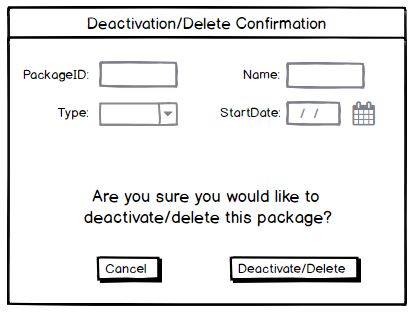 Deactivation/Delete Confirmation
PackageID: Name:
Type: StartDate: / /
Are you sure you would like to
deactivate/delete this package?
Cancel Deactivate/Delete